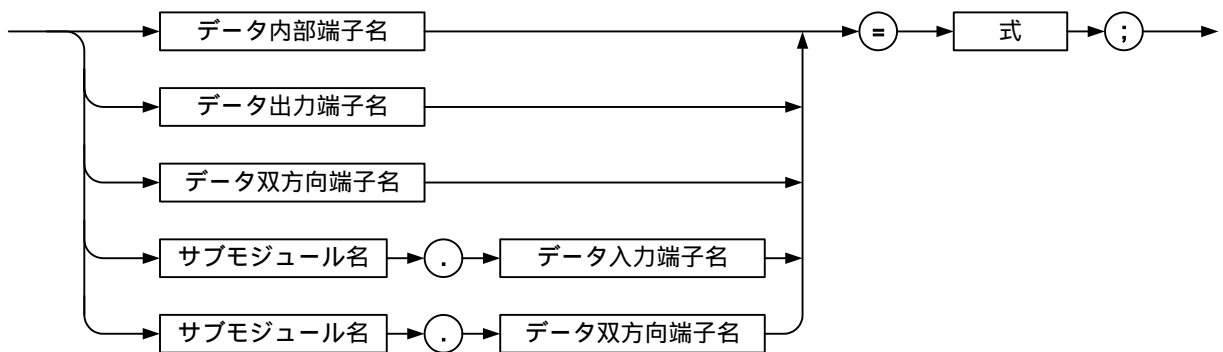 データ内部端子名 = 式 ;
データ出力端子名
データ双方向端子名
サブモジュール名 . データ入力端子名
サブモジュール名 . データ双方向端子名